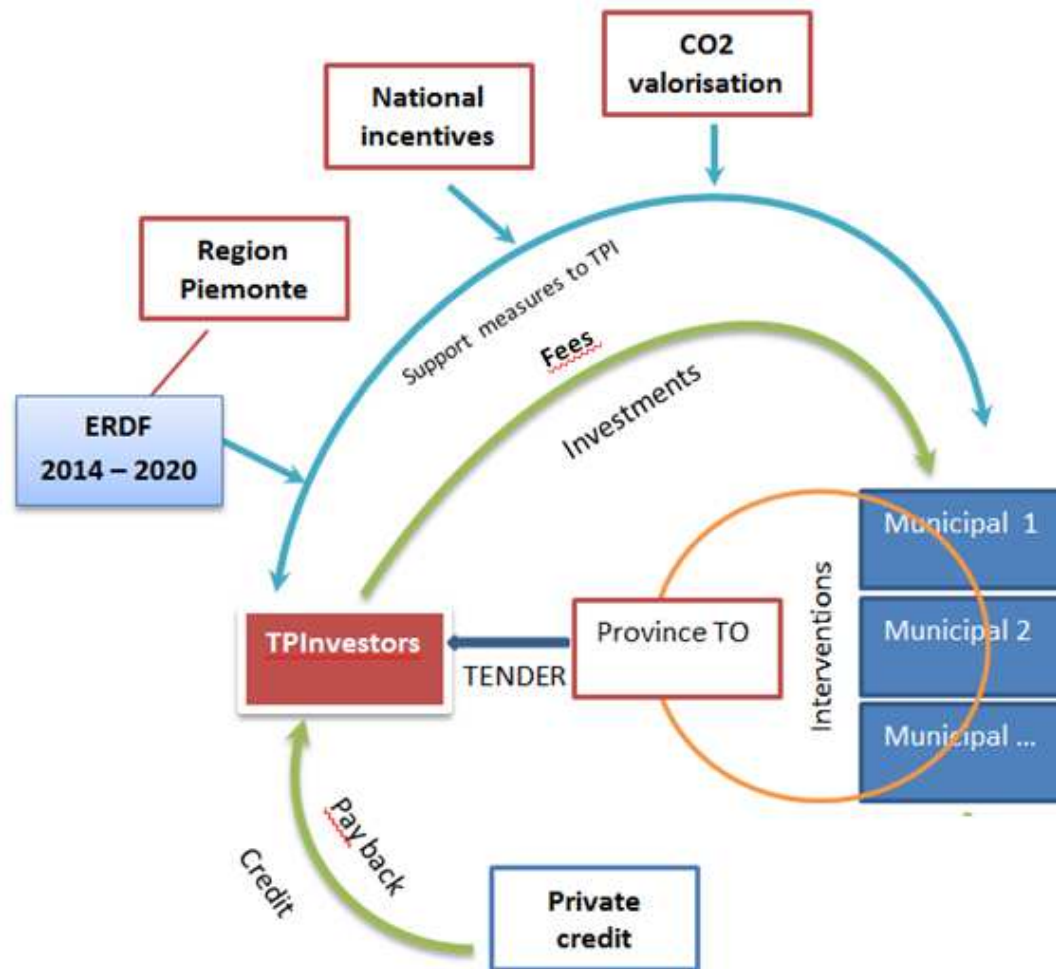 CO2
valorisation
National
incentives
Region
Piemonte
ERDF
2014 – 2020
Support measures to TPI
Fees
Investments
Municipal 1
Municipal 2
Municipal ...
Interventions
Province TO
TENDER
TPInvestors
Pay back
Credit
Private
credit